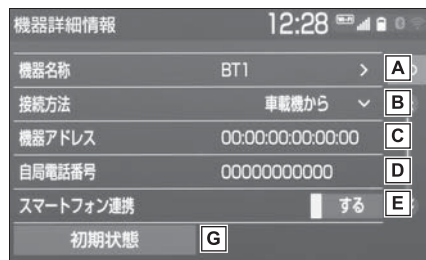 機器詳細情報 12:28
機器名称 BT1 > A
接続方法 車載機から B
機器アドレス 00:00:00:00:00:00 C
自局電話番号 00000000000 D
スマートフォン連携 する E
初期状態 G